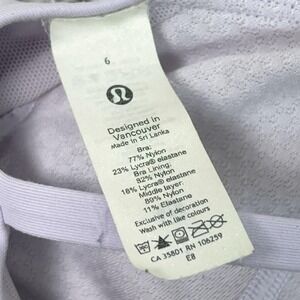 6
Designed in
Vancouver
Made in Sri Lanka
Bra:
77% Nylon
23% Lycra® elastane
Bra Lining:
82% Nylon
18% Lycra® elastane
Middle layer:
89% Nylon
11% Elastane
Exclusive of decoration
Wash with like colours
CA 35801 RN 106259
E8